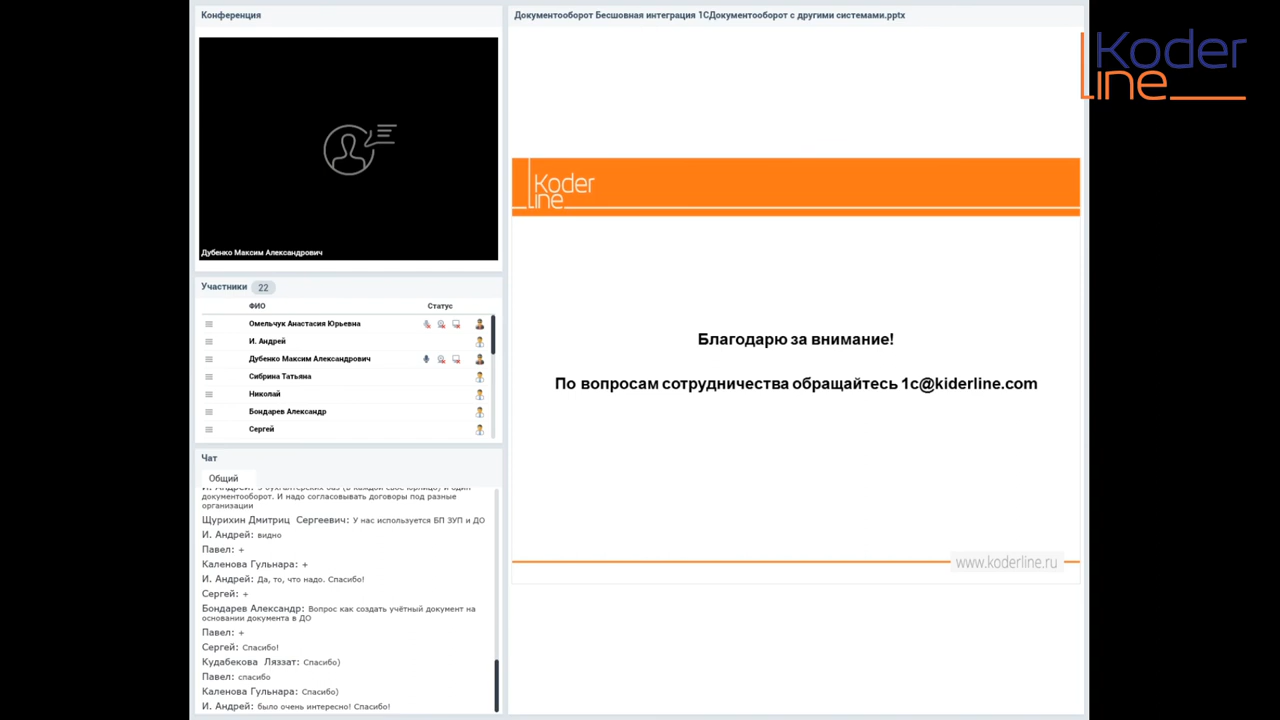 Конференция
Дубенко Максим Александрович
Участники 22
ФИО Статус
Омельчук Анастасия Юрьевна
И. Андрей
Дубенко Максим Александрович
Сибрина Татьяна
Николай
Бондарев Александр
Сергей
Чат
Общий
документооборот. И надо согласовывать договоры под разные
организации
Щурихин Дмитриц Сергеевич: У нас используется БП ЗУП и ДО
И. Андрей: видно
Павел: +
Каленова Гульнара: +
И. Андрей: Да, то, что надо. Спасибо!
Сергей: +
Бондарев Александр: Вопрос как создать учётный документ на
основании документа в ДО
Павел: +
Сергей: Спасибо!
Кудабекова Ляззат: Спасибо)
Павел: спасибо
Каленова Гульнара: Спасибо)
И. Андрей: было очень интересно! Спасибо!
Документооборот Бесшовная интеграция 1СДокументооборот с другими системами.pptx
Koder
line
Благодарю за внимание!
По вопросам сотрудничества обращайтесь 1c@kiderline.com
www.koderline.ru
Koder
line